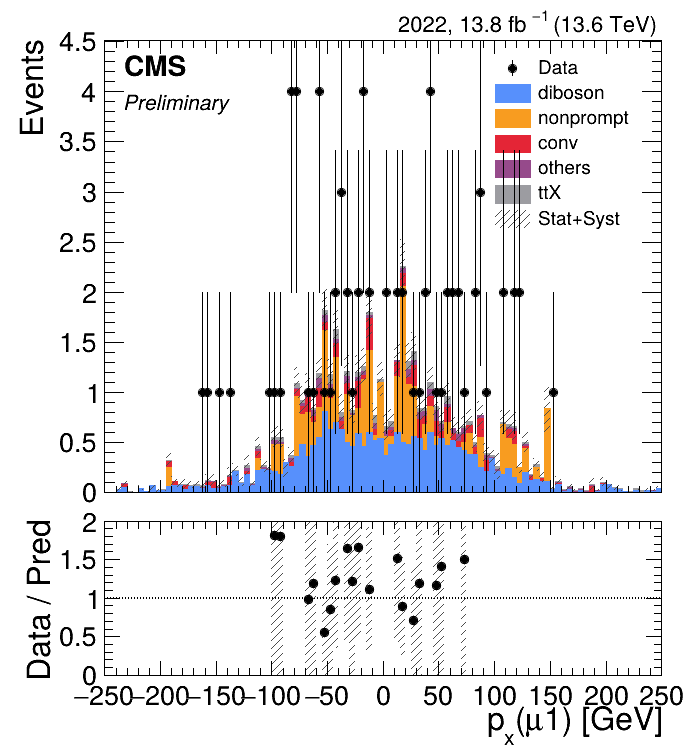 2022, 13.8 fb⁻¹ (13.6 TeV)
CMS
Preliminary
Data
diboson
nonprompt
conv
others
ttX
Stat+Syst
Events
4.5
4
3.5
3
2.5
2
1.5
1
0.5
0
Data / Pred
2
1.5
1
0.5
0
−250 −200 −150 −100 −50 0 50 100 150 200 250
pₓ(μ1) [GeV]